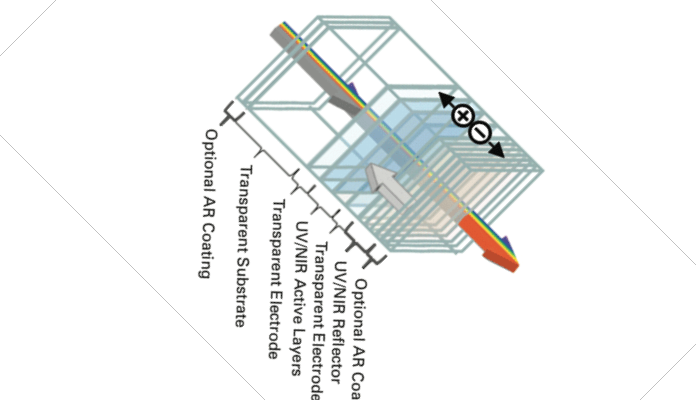 Optional AR Coating
Transparent Substrate
Transparent Electrode
UV/NIR Active Layers
Transparent Electrode
UV/NIR Reflector
Optional AR Coa